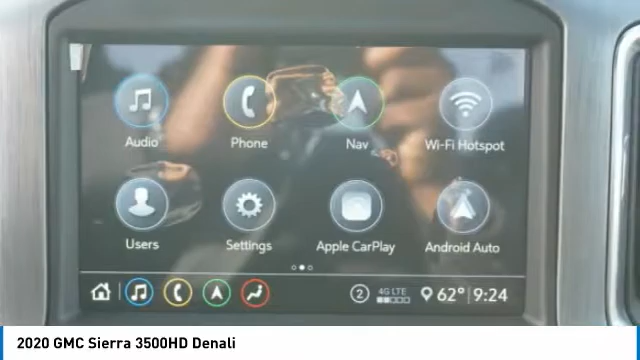 Audio Phone Nav Wi-Fi Hotspot
Users Settings Apple CarPlay Android Auto
2 4G LTE 62° 9:24
2020 GMC Sierra 3500HD Denali